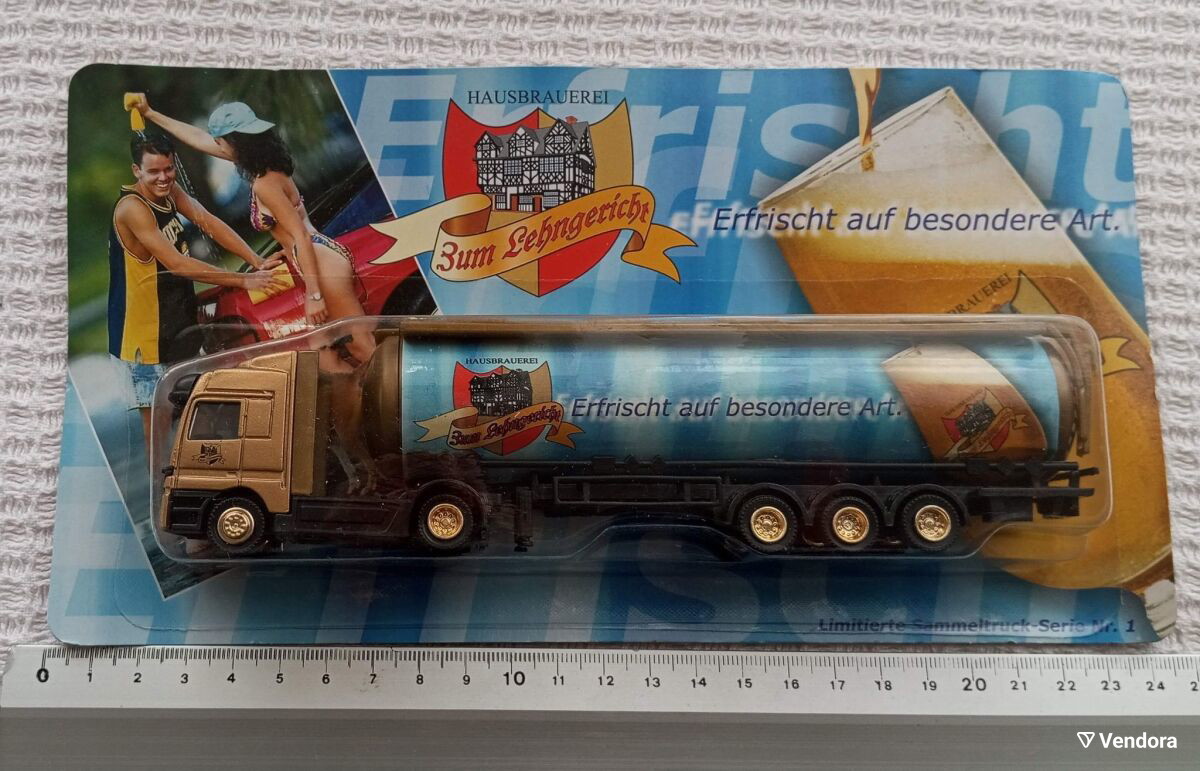 Erfrischt
HAUSBRAUEREI
Zum Lehngericht
Erfrischt auf besondere Art.
HAUSBRAUEREI
Zum Lehngericht
Erfrischt auf besondere Art.
Limitierte Sammeltruck-Serie Nr. 1
0 1 2 3 4 5 6 7 8 9 10 11 12 13 14 15 16 17 18 19 20 21 22 23 24
Vendora